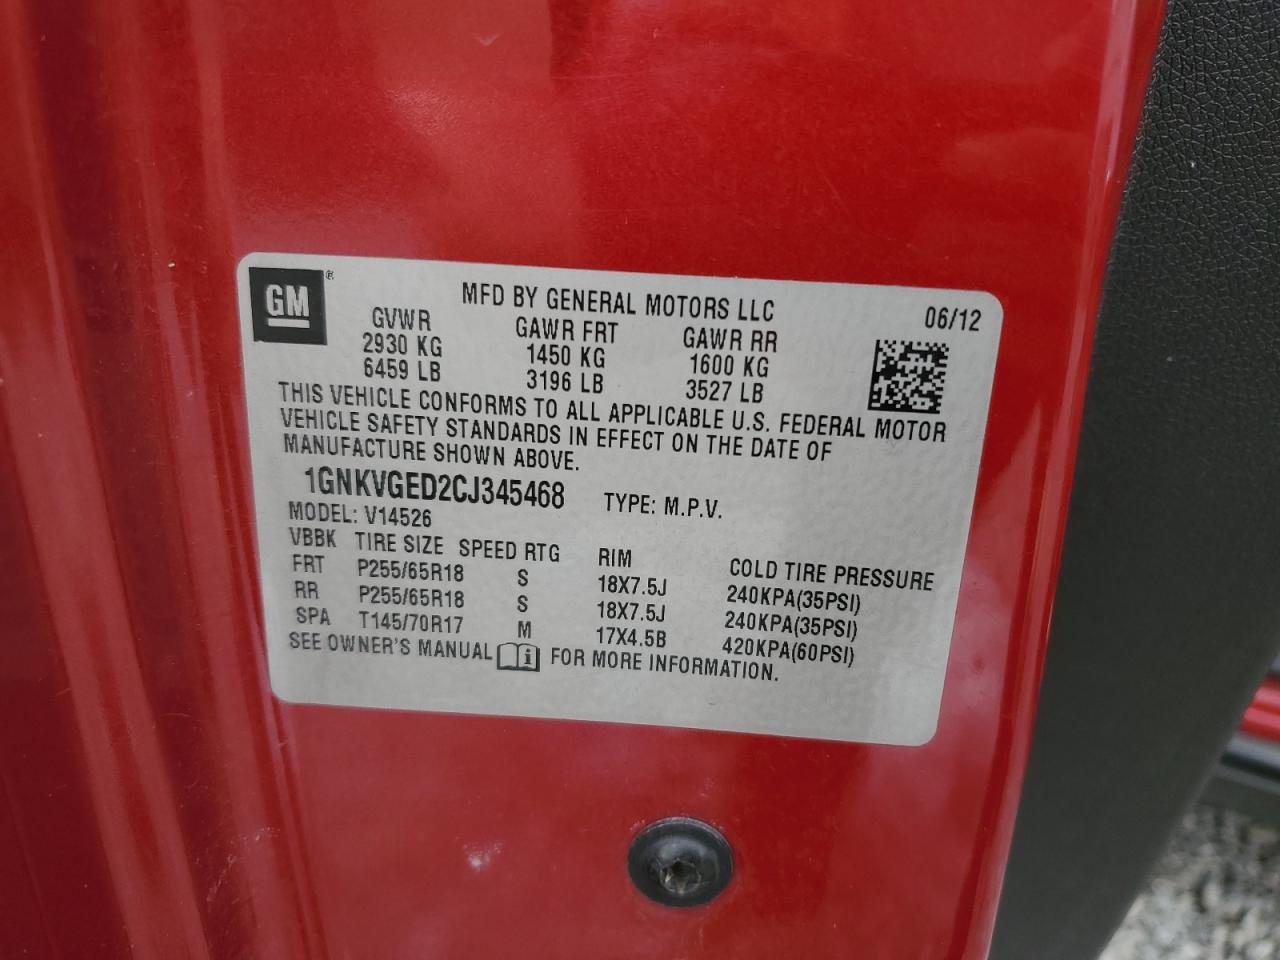 GM ®
MFD BY GENERAL MOTORS LLC 06/12
GVWR GAWR FRT GAWR RR
2930 KG 1450 KG 1600 KG
6459 LB 3196 LB 3527 LB
THIS VEHICLE CONFORMS TO ALL APPLICABLE U.S. FEDERAL MOTOR
VEHICLE SAFETY STANDARDS IN EFFECT ON THE DATE OF
MANUFACTURE SHOWN ABOVE.
1GNKVGED2CJ345468 TYPE: M.P.V.
MODEL: V14526
VBBK TIRE SIZE SPEED RTG RIM COLD TIRE PRESSURE
FRT P255/65R18 S 18X7.5J 240KPA(35PSI)
RR P255/65R18 S 18X7.5J 240KPA(35PSI)
SPA T145/70R17 M 17X4.5B 420KPA(60PSI)
SEE OWNER'S MANUAL i FOR MORE INFORMATION.